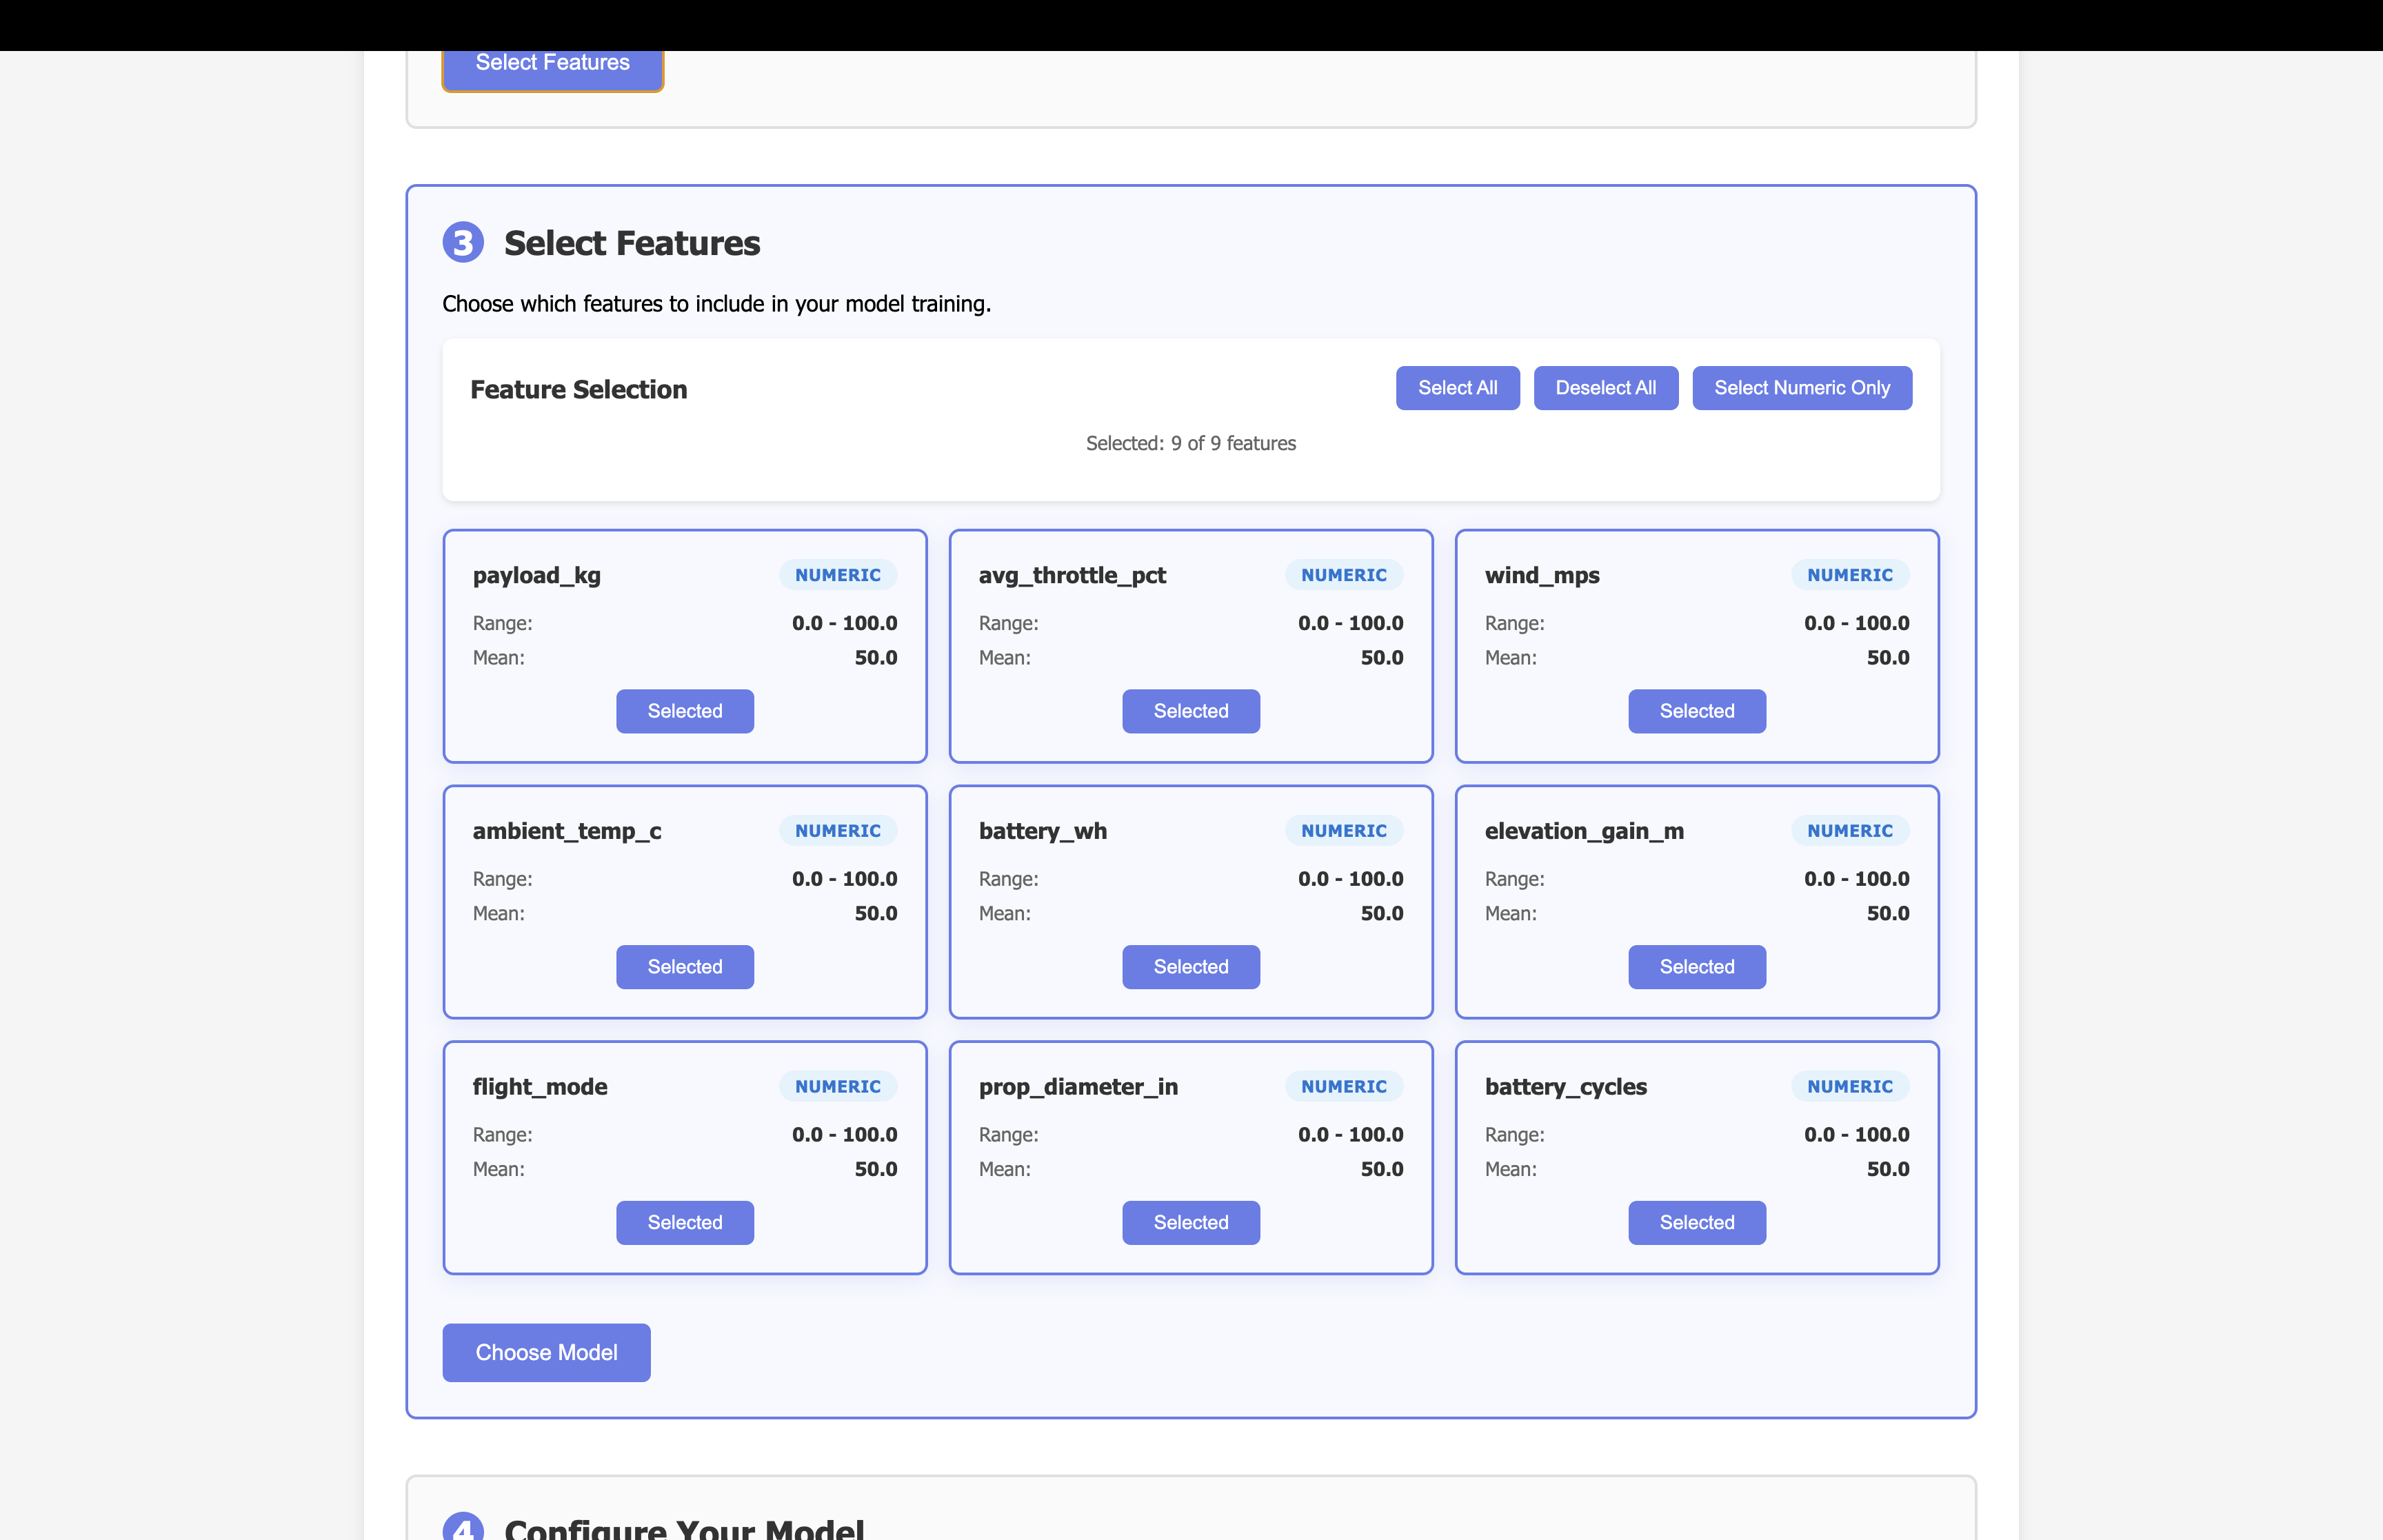 Select Features
3 Select Features
Choose which features to include in your model training.
Feature Selection
Select All
Deselect All
Select Numeric Only
Selected: 9 of 9 features
payload_kg NUMERIC
Range: 0.0 - 100.0
Mean: 50.0
Selected
avg_throttle_pct NUMERIC
Range: 0.0 - 100.0
Mean: 50.0
Selected
wind_mps NUMERIC
Range: 0.0 - 100.0
Mean: 50.0
Selected
ambient_temp_c NUMERIC
Range: 0.0 - 100.0
Mean: 50.0
Selected
battery_wh NUMERIC
Range: 0.0 - 100.0
Mean: 50.0
Selected
elevation_gain_m NUMERIC
Range: 0.0 - 100.0
Mean: 50.0
Selected
flight_mode NUMERIC
Range: 0.0 - 100.0
Mean: 50.0
Selected
prop_diameter_in NUMERIC
Range: 0.0 - 100.0
Mean: 50.0
Selected
battery_cycles NUMERIC
Range: 0.0 - 100.0
Mean: 50.0
Selected
Choose Model
4 Configure Your Model